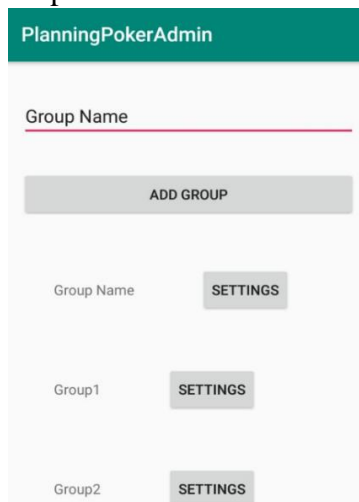 PlanningPokerAdmin
Group Name
ADD GROUP
Group Name SETTINGS
Group1 SETTINGS
Group2 SETTINGS